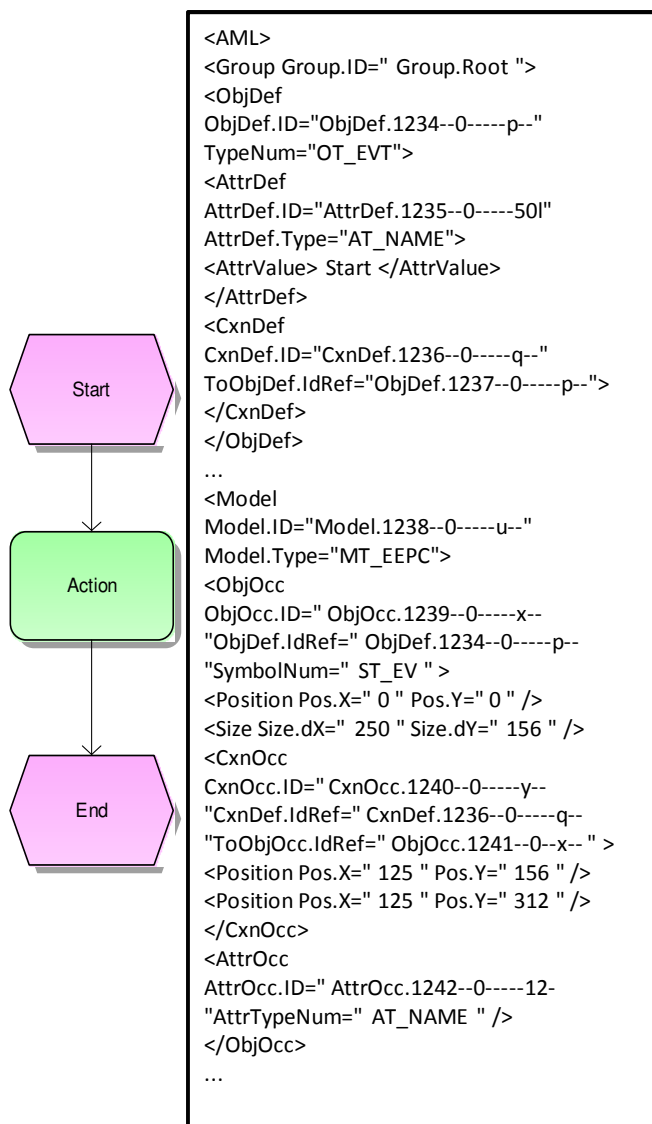 Start
Action
End
<AML>
<Group Group.ID=" Group.Root ">
<ObjDef
ObjDef.ID="ObjDef.1234--0-----p--"
TypeNum="OT_EVT">
<AttrDef
AttrDef.ID="AttrDef.1235--0-----50l"
AttrDef.Type="AT_NAME">
<AttrValue> Start </AttrValue>
</AttrDef>
<CxnDef
CxnDef.ID="CxnDef.1236--0-----q--"
ToObjDef.IdRef="ObjDef.1237--0-----p--">
</CxnDef>
</ObjDef>
...
<Model
Model.ID="Model.1238--0-----u--"
Model.Type="MT_EEPC">
<ObjOcc
ObjOcc.ID=" ObjOcc.1239--0-----x--
"ObjDef.IdRef=" ObjDef.1234--0-----p--
"SymbolNum=" ST_EV " >
<Position Pos.X=" 0 " Pos.Y=" 0 " />
<Size Size.dX=" 250 " Size.dY=" 156 " />
<CxnOcc
CxnOcc.ID=" CxnOcc.1240--0-----y--
"CxnDef.IdRef=" CxnDef.1236--0-----q--
"ToObjOcc.IdRef=" ObjOcc.1241--0--x-- " >
<Position Pos.X=" 125 " Pos.Y=" 156 " />
<Position Pos.X=" 125 " Pos.Y=" 312 " />
</CxnOcc>
<AttrOcc
AttrOcc.ID=" AttrOcc.1242--0-----12-
"AttrTypeNum=" AT_NAME " />
</ObjOcc>
...